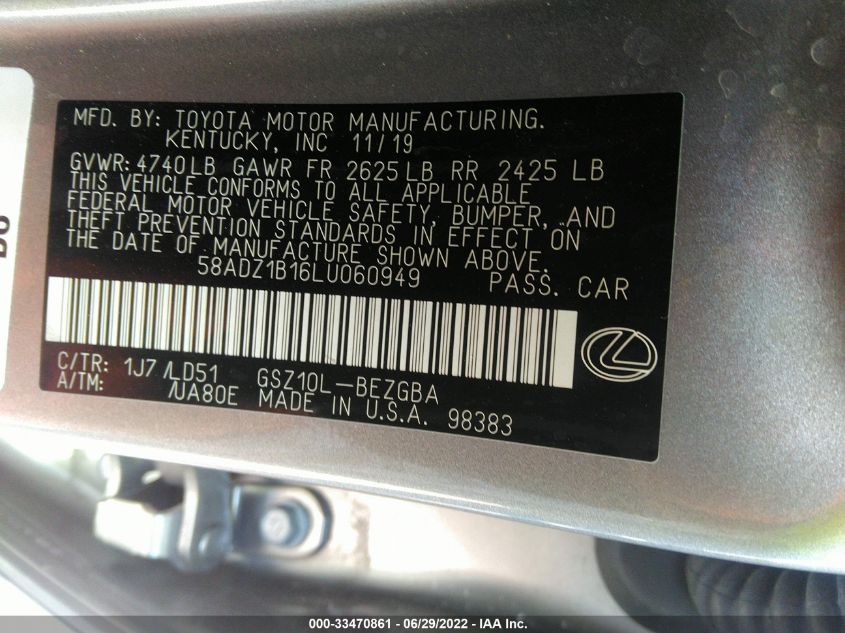 MFD. BY: TOYOTA MOTOR MANUFACTURING.
KENTUCKY, INC 11/19
GVWR: 4740LB GAWR FR 2625LB RR 2425 LB
THIS VEHICLE CONFORMS TO ALL APPLICABLE
FEDERAL MOTOR VEHICLE SAFETY, BUMPER, AND
THEFT PREVENTION STANDARDS IN EFFECT ON
THE DATE OF MANUFACTURE SHOWN ABOVE.
58ADZ1B16LU060949 PASS. CAR
C/TR: 1J7 /LD51 GSZ10L-BEZGBA
A/TM: /UA80E MADE IN U.S.A. 98383
000-33470861 / 06/29/2022 - IAA Inc.